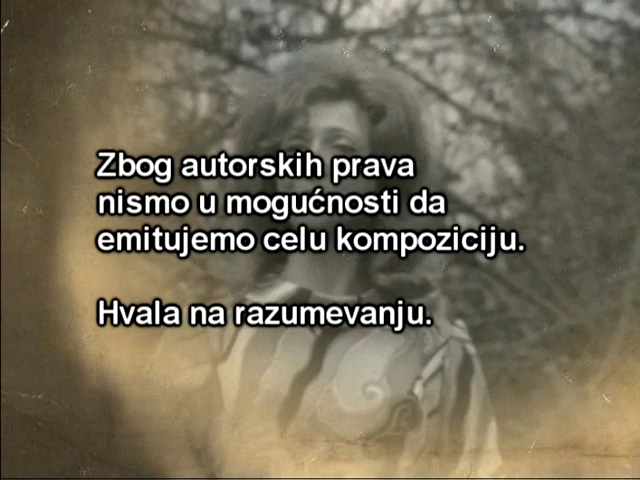 Zbog autorskih prava
nismo u mogućnosti da
emitujemo celu kompoziciju.
Hvala na razumevanju.